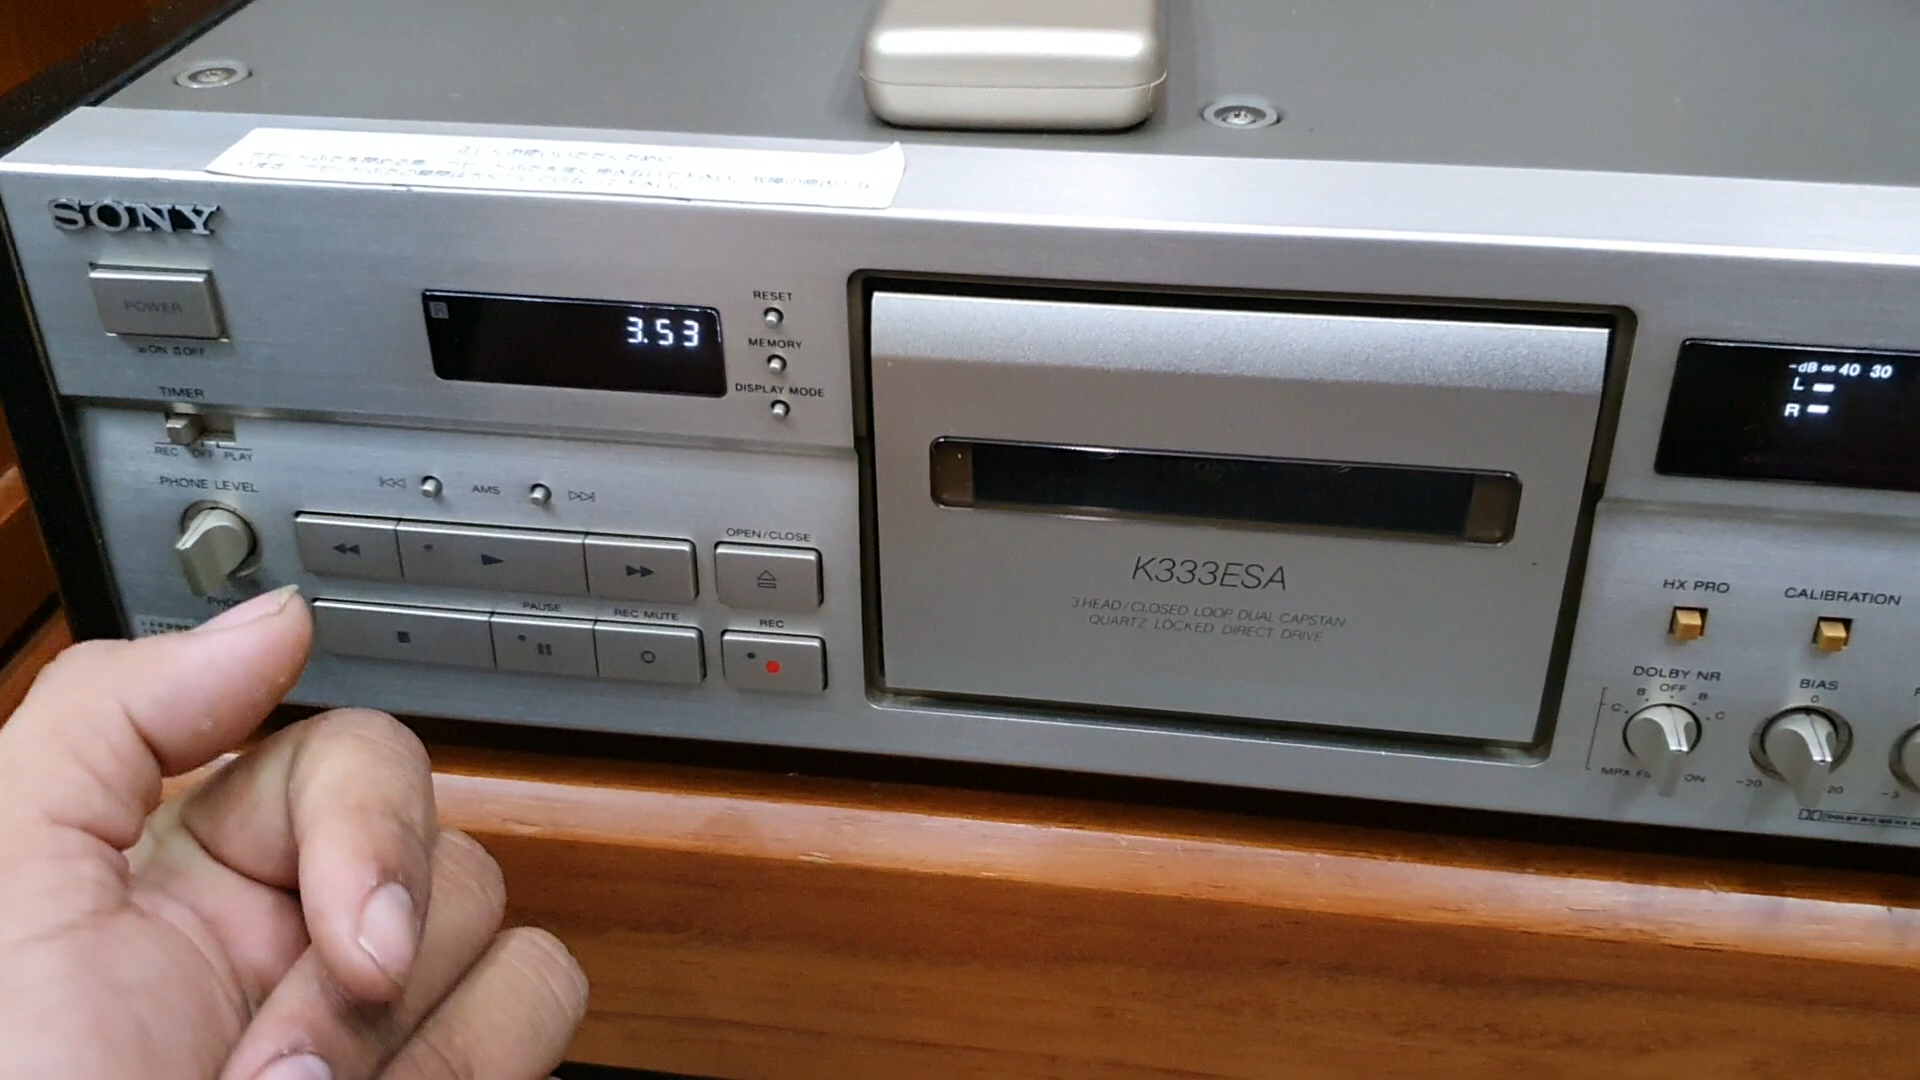 SONY
POWER
ON OFF
TIMER
REC OFF PLAY
PHONE LEVEL
3.53
RESET
MEMORY
DISPLAY MODE
AMS
OPEN/CLOSE
PAUSE
REC MUTE
REC
K333ESA
3 HEAD/CLOSED LOOP DUAL CAPSTAN
QUARTZ LOCKED DIRECT DRIVE
-dB ∞ 40 30
L
R
HX PRO
CALIBRATION
DOLBY NR
C B OFF B C
ON
BIAS
0
-20 20
-3